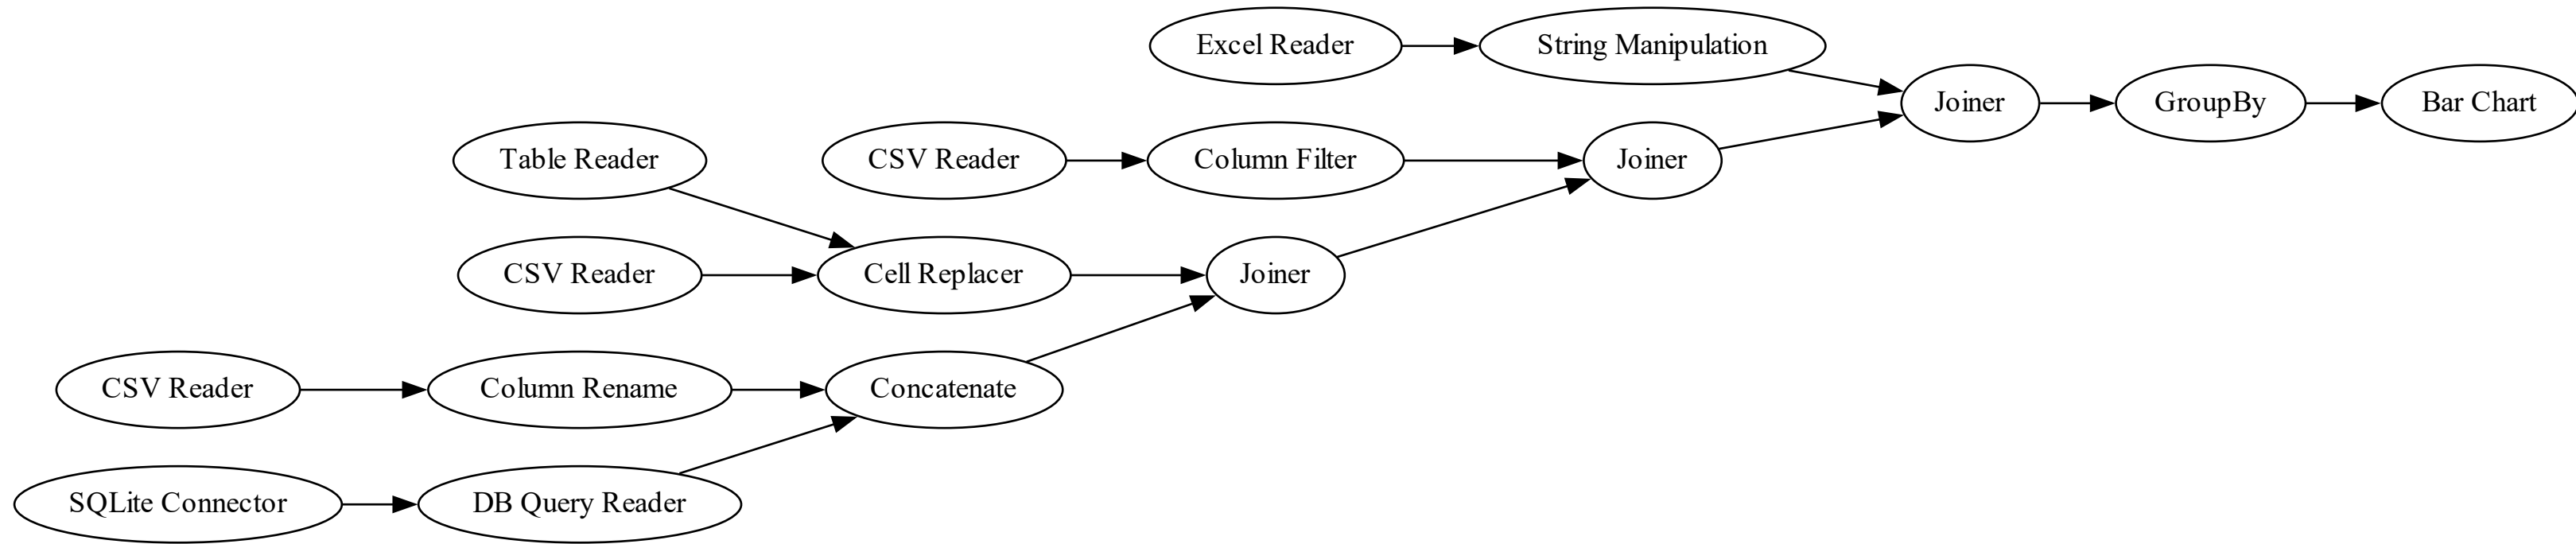 Excel Reader
String Manipulation
Joiner
GroupBy
Bar Chart
Table Reader
CSV Reader
Column Filter
Joiner
CSV Reader
Cell Replacer
Joiner
CSV Reader
Column Rename
Concatenate
SQLite Connector
DB Query Reader